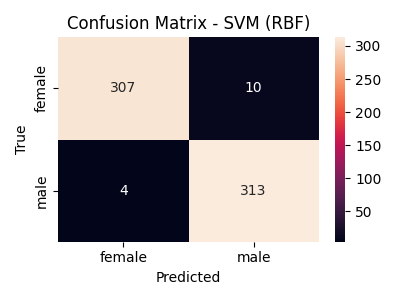 Confusion Matrix - SVM (RBF)
True
female
male
307
10
4
313
female
male
Predicted
300
250
200
150
100
50